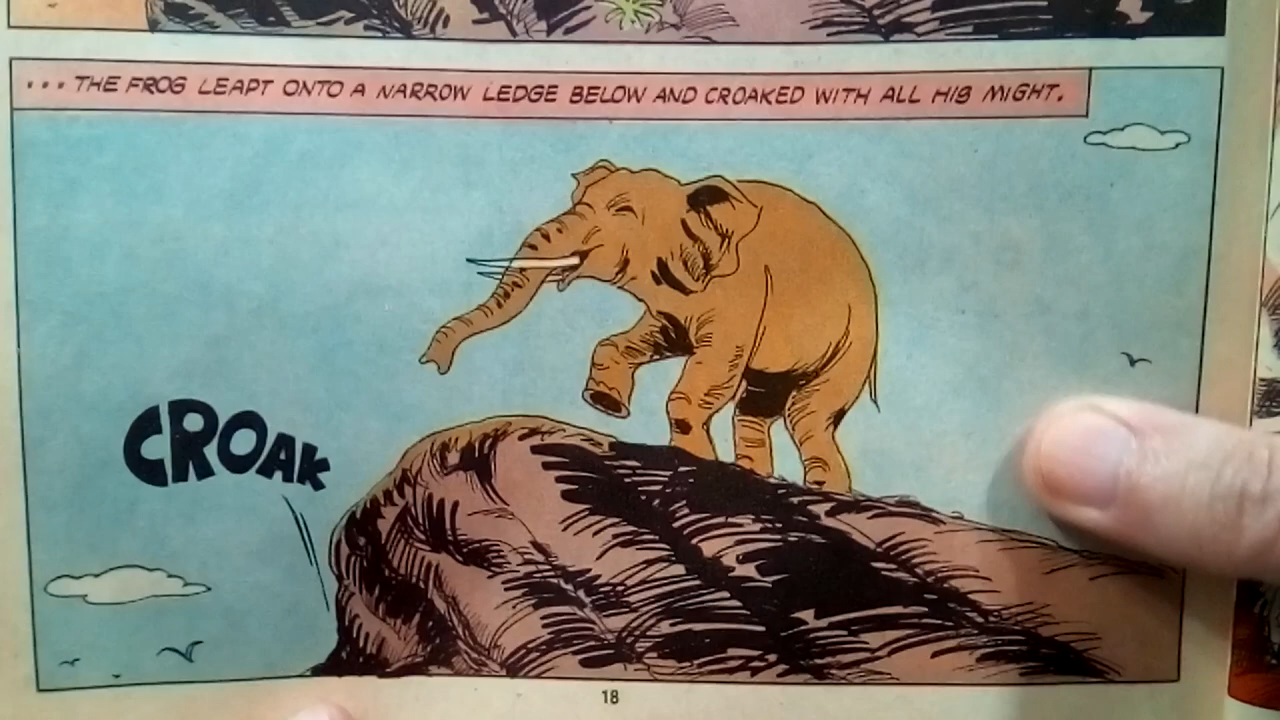 ... THE FROG LEAPT ONTO A NARROW LEDGE BELOW AND CROAKED WITH ALL HIS MIGHT.
CROAK
18